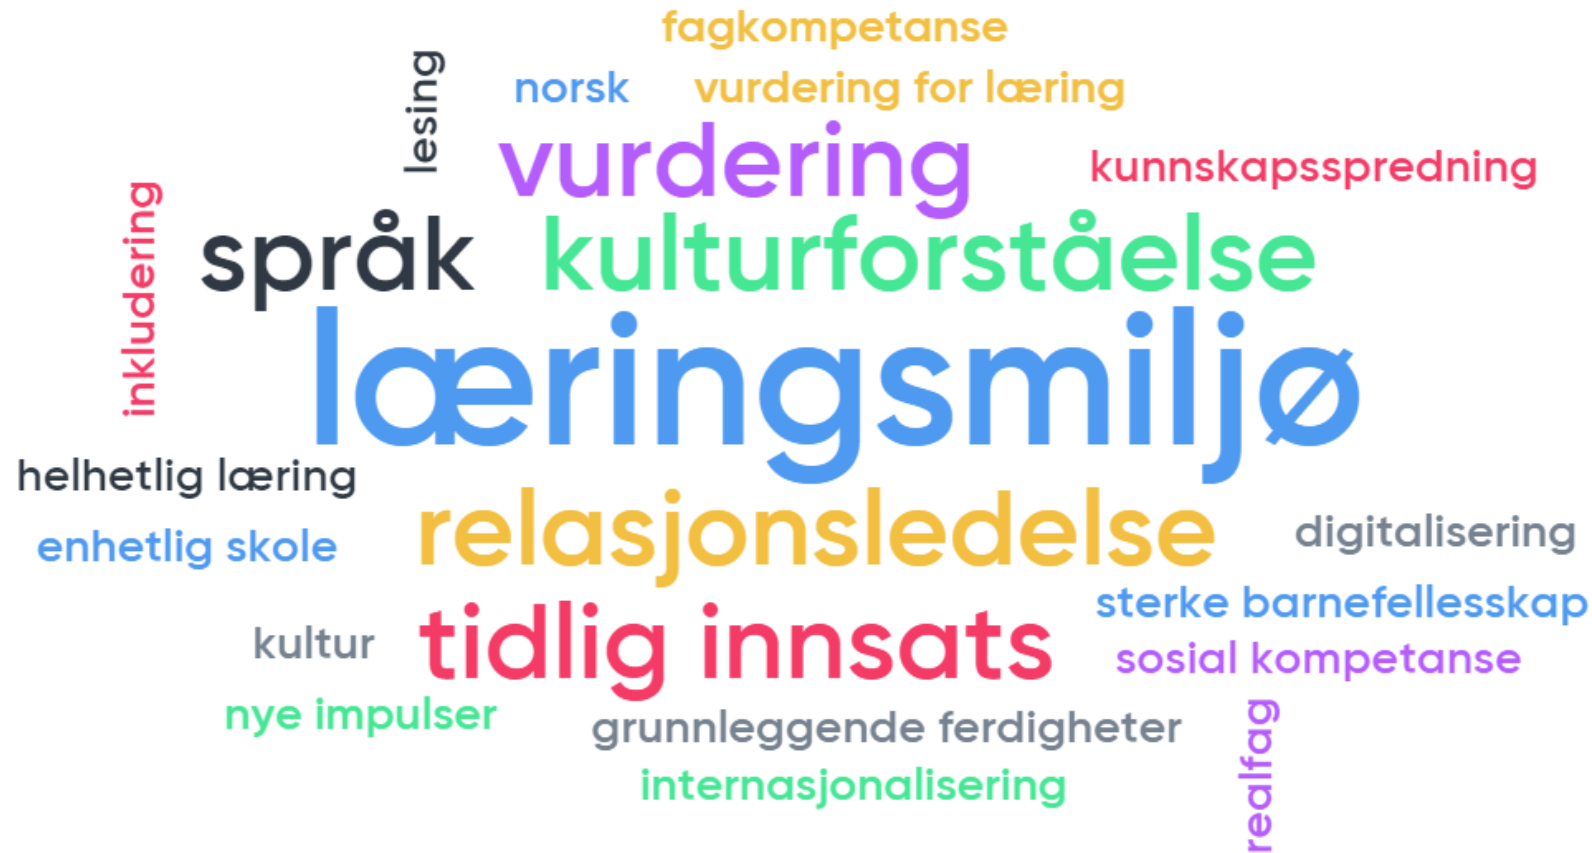 fagkompetanse
lesing
norsk
vurdering for læring
vurdering
kunnskapsspredning
inkludering
språk
kulturforståelse
læringsmiljø
helhetlig læring
relasjonsledelse
digitalisering
enhetlig skole
sterke barnefellesskap
kultur
tidlig innsats
sosial kompetanse
nye impulser
grunnleggende ferdigheter
realfag
internasjonalisering